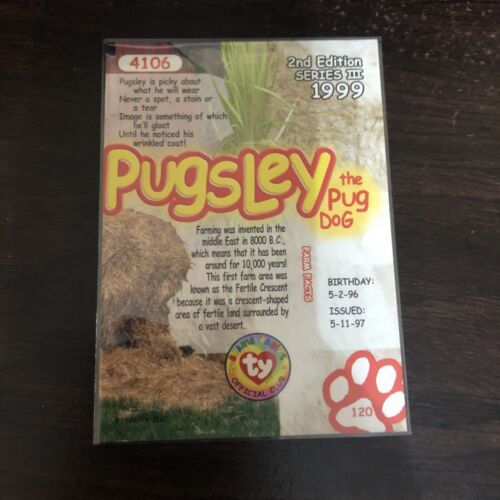 4106
2nd Edition
SERIES III
1999
Pugsley is picky about
what he will wear
Never a spot, a stain or
a tear
Image is something of which
he'll gloat
Until he noticed his
wrinkled coat!
Pugsley
the
Pug
DOG
Farming was invented in the
middle East in 8000 B.C.,
which means that it has been
around for 10,000 years!
This first farm area was
known as the Fertile Crescent
because it was a crescent-shaped
area of fertile land surrounded by
a vast desert.
FARM FACTS
BIRTHDAY:
5-2-96
ISSUED:
5-11-97
BEANIE BABIES
ty
OFFICIAL CLUB
120